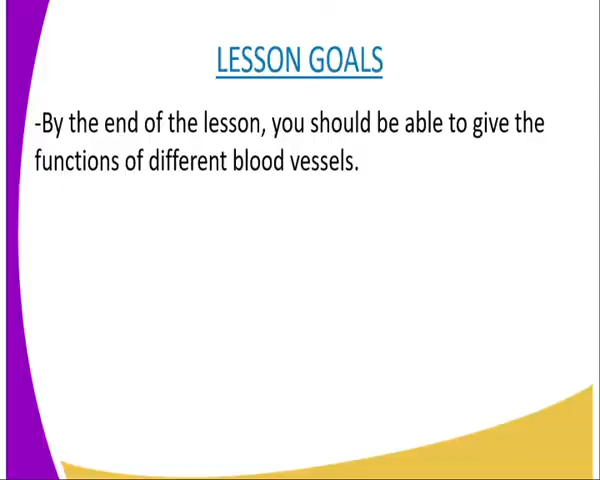 LESSON GOALS
-By the end of the lesson, you should be able to give the
functions of different blood vessels.